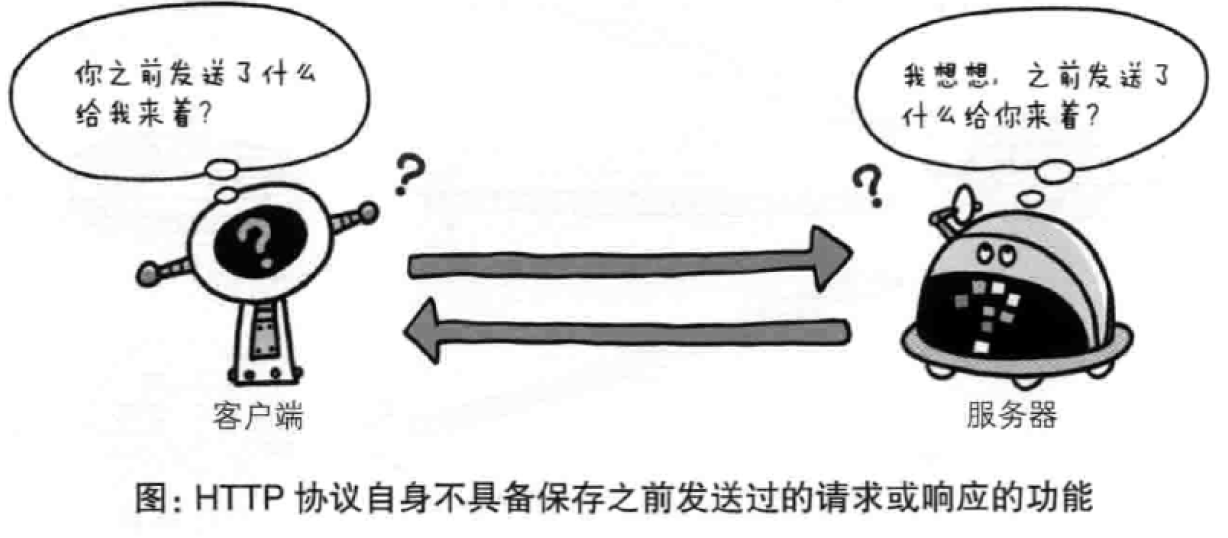 你之前发送了什么
给我来着?
我想想，之前发送了
什么给你来着?
?
?
?
客户端
服务器
图：HTTP 协议自身不具备保存之前发送过的请求或响应的功能